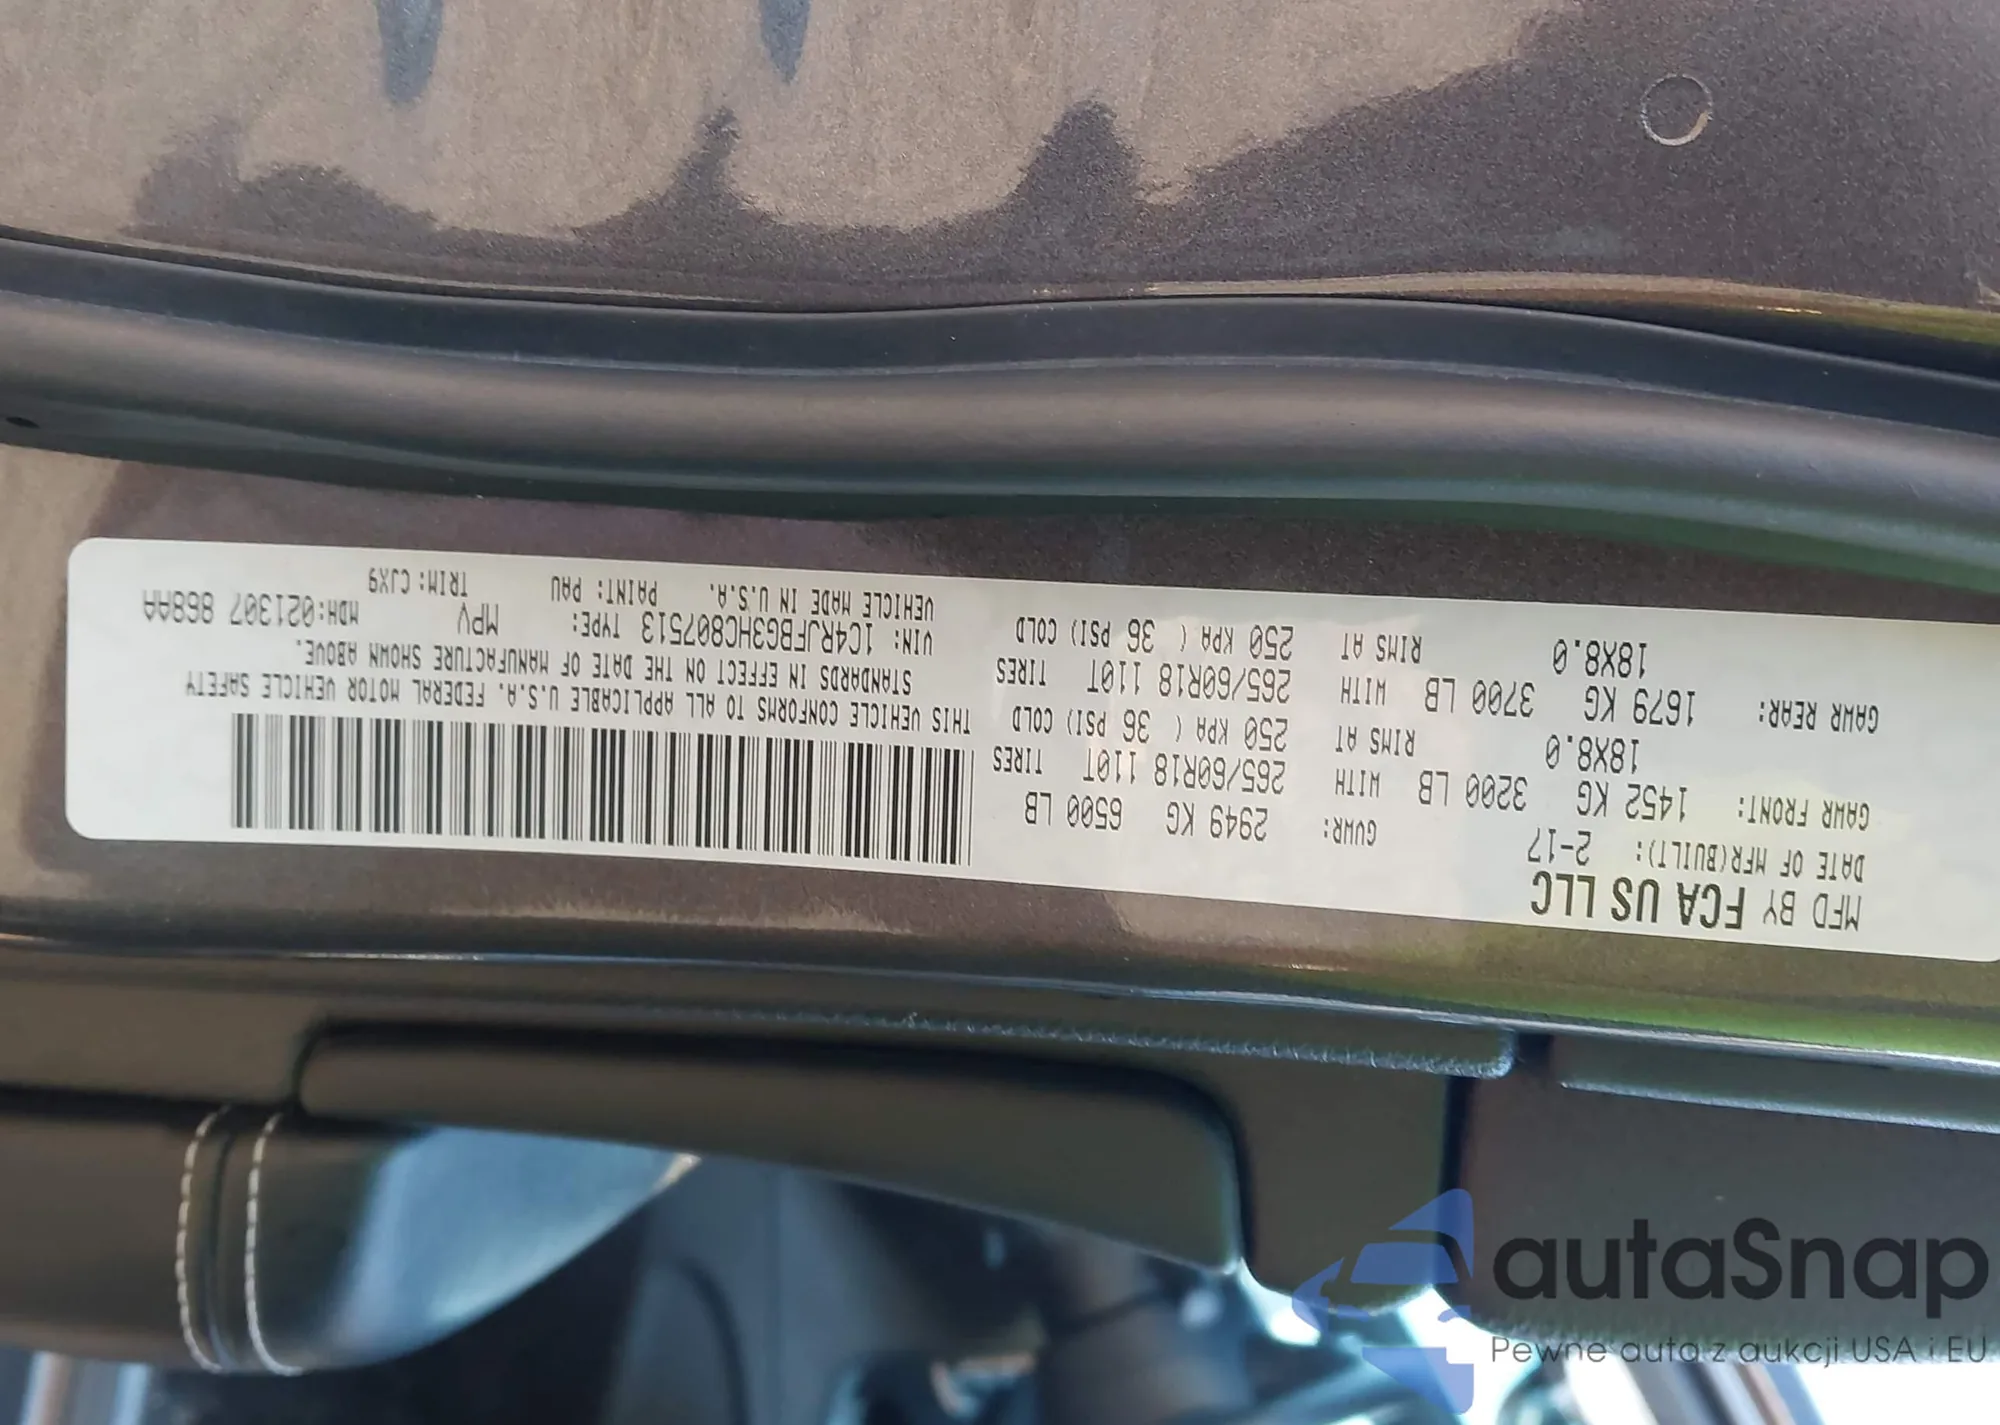 MFD BY FCA US LLC
DATE OF MFR(BUILT): 2-17
GVWR: 2949 KG 6500 LB
GAWR FRONT: 1452 KG 3200 LB WITH 265/60R18 110T TIRES
18X8.0 RIMS AT 250 KPA ( 36 PSI) COLD
GAWR REAR: 1679 KG 3700 LB WITH 265/60R18 110T TIRES
18X8.0 RIMS AT 250 KPA ( 36 PSI) COLD
THIS VEHICLE CONFORMS TO ALL APPLICABLE U.S.A. FEDERAL MOTOR VEHICLE SAFETY
STANDARDS IN EFFECT ON THE DATE OF MANUFACTURE SHOWN ABOVE.
VIN: 1C4RJFBG3HC807513 TYPE: MPV MDH:021307 868AA
VEHICLE MADE IN U.S.A. PAINT: PAU TRIM: CJX9
autaSnap
Pewne auta z aukcji USA i EU